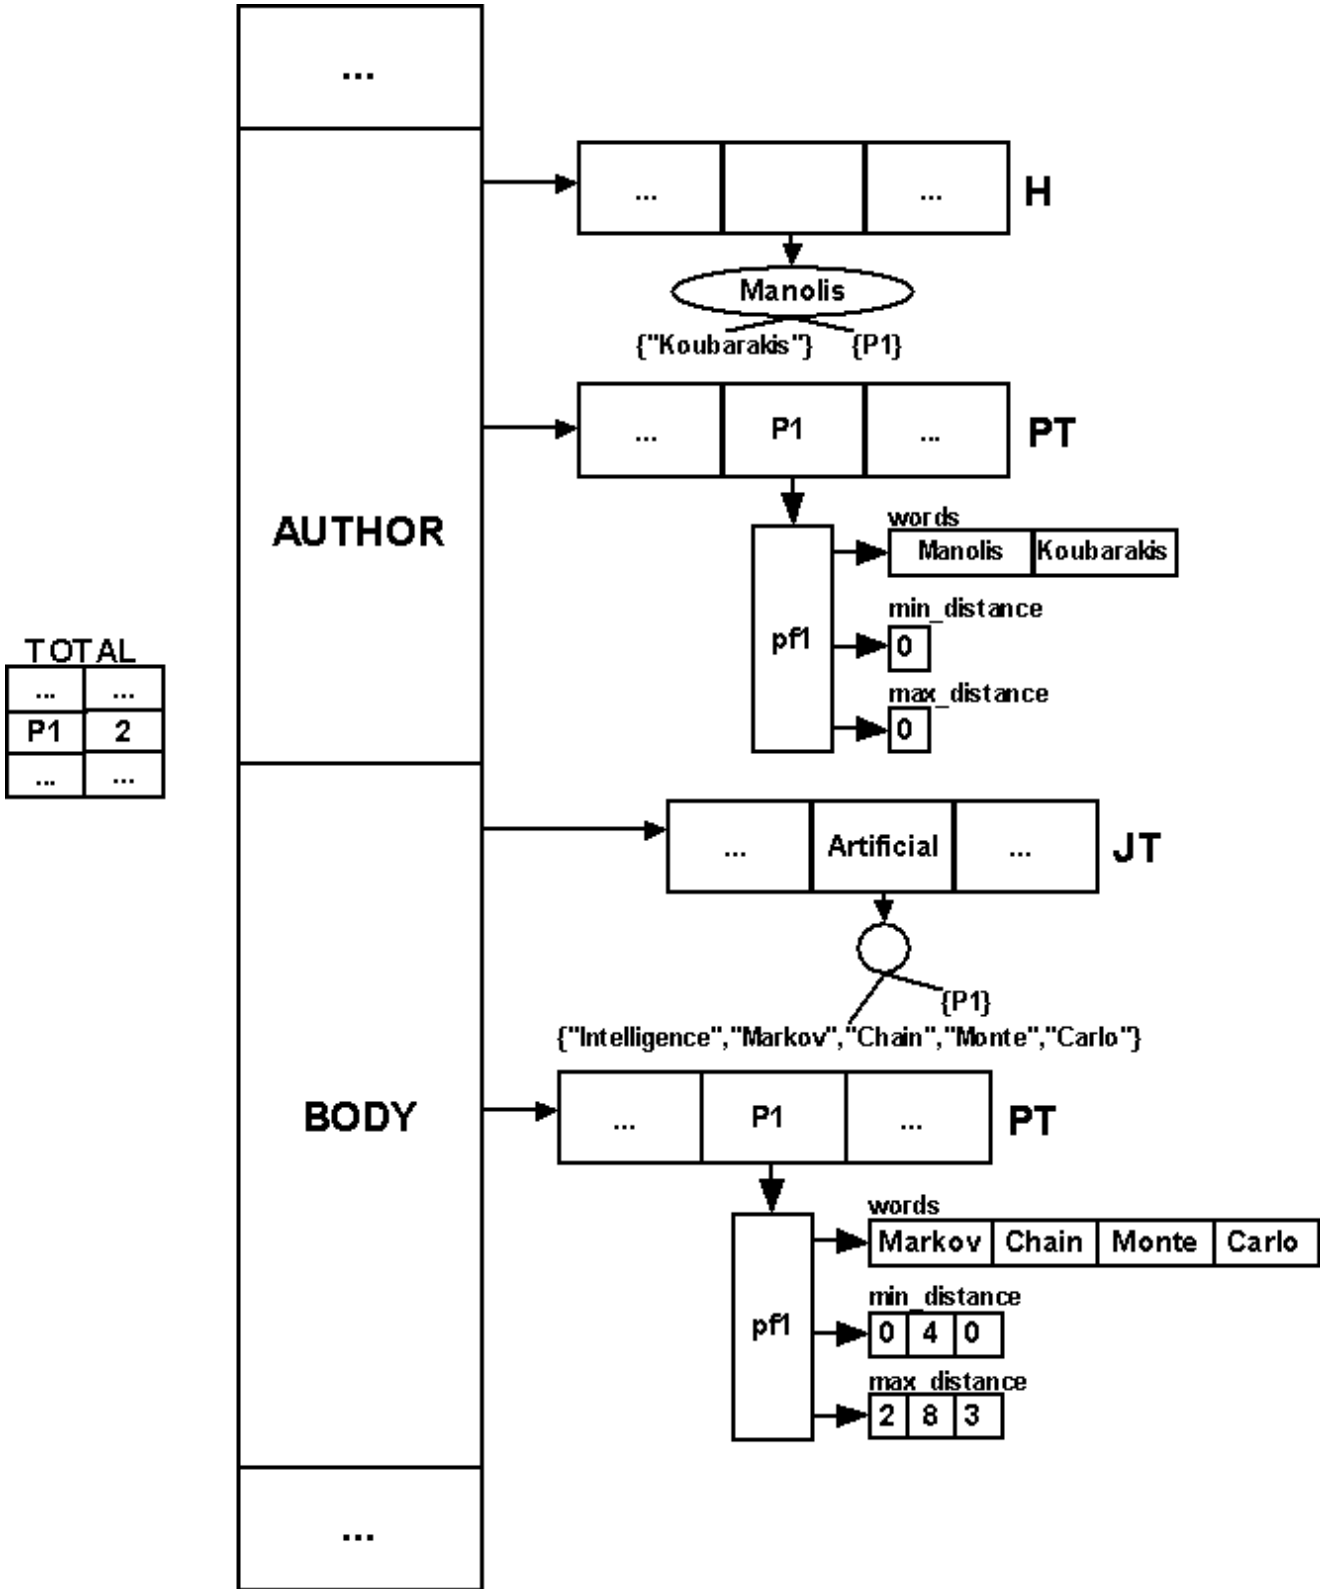 ...
... ... H
Manolis
{"Koubarakis"} {P1}
... P1 ... PT
AUTHOR
words
Manolis Koubarakis
min_distance
pf1
0
max_distance
0
TOTAL
... ...
P1 2
... ...
... Artificial ... JT
{P1}
{"Intelligence","Markov","Chain","Monte","Carlo"}
BODY
... P1 ... PT
words
Markov Chain Monte Carlo
min_distance
pf1
0 4 0
max_distance
2 8 3
...